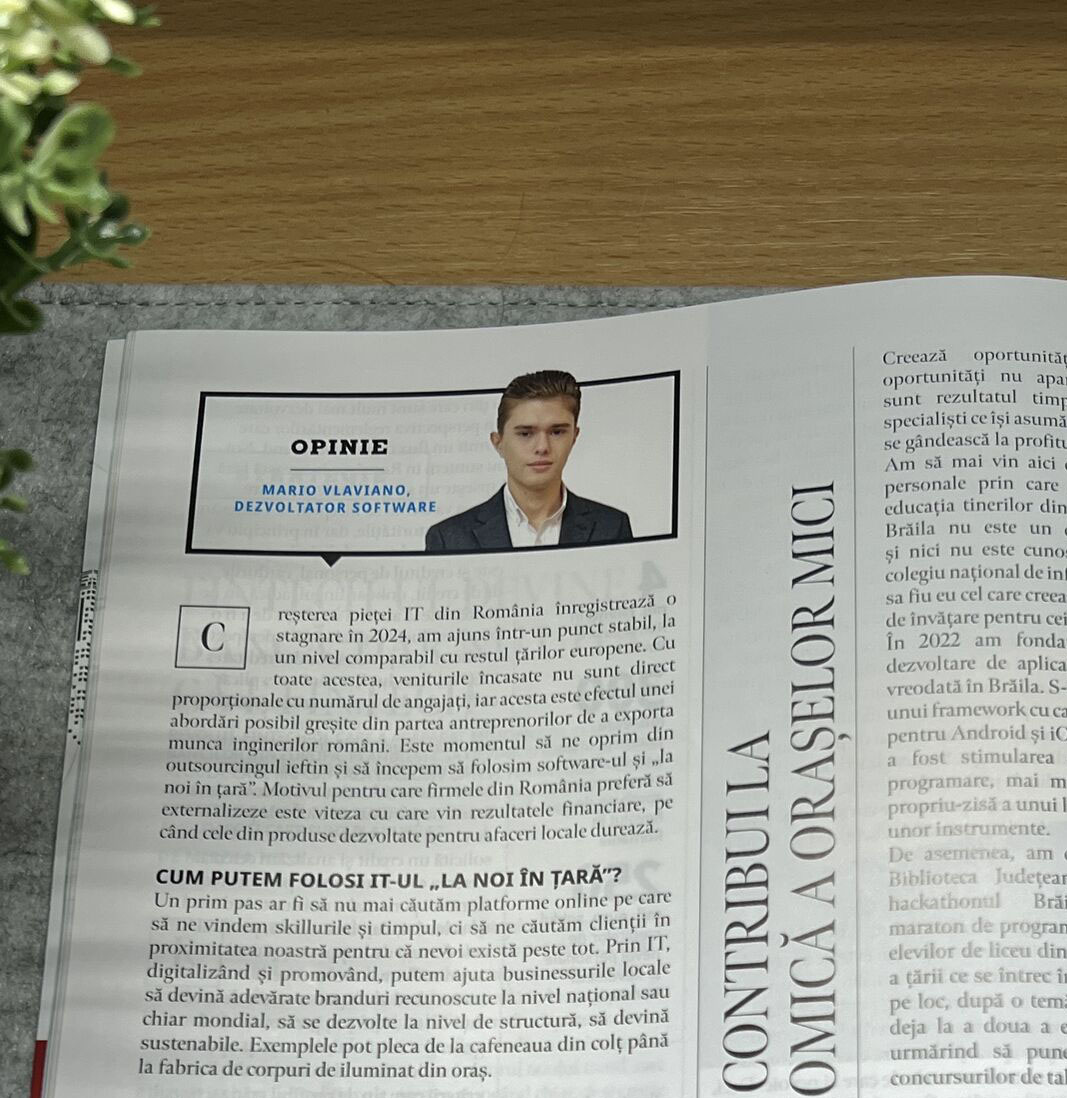 OPINIE
MARIO VLAVIANO,
DEZVOLTATOR SOFTWARE
C
reșterea pieței IT din România înregistrează o
stagnare în 2024, am ajuns într-un punct stabil, la
un nivel comparabil cu restul țărilor europene. Cu
toate acestea, veniturile încasate nu sunt direct
proporționale cu numărul de angajați, iar acesta este efectul unei
abordări posibil greșite din partea antreprenorilor de a exporta
munca inginerilor români. Este momentul să ne oprim din
outsourcingul ieftin și să începem să folosim software-ul și „la
noi în țară”. Motivul pentru care firmele din România preferă să
externalizeze este viteza cu care vin rezultatele financiare, pe
când cele din produse dezvoltate pentru afaceri locale durează.
CUM PUTEM FOLOSI IT-UL „LA NOI ÎN ȚARĂ”?
Un prim pas ar fi să nu mai căutăm platforme online pe care
să ne vindem skillurile și timpul, ci să ne căutăm clienții în
proximitatea noastră pentru că nevoi există peste tot. Prin IT,
digitalizând și promovând, putem ajuta businessurile locale
să devină adevărate branduri recunoscute la nivel național sau
chiar mondial, să se dezvolte la nivel de structură, să devină
sustenabile. Exemplele pot pleca de la cafeneaua din colț până
la fabrica de corpuri de iluminat din oraș.
CONTRIBUI LA
OMICĂ A ORAȘELOR MICI
Creează oportunităț
oportunități nu apa
sunt rezultatul timp
specialiști ce își asumă
se gândească la profitu
Am să mai vin aici
personale prin care
educația tinerilor din
Brăila nu este un
și nici nu este cunos
colegiu național de in
sa fiu eu cel care creea
de învățare pentru cei
În 2022 am fonda
dezvoltare de aplica
vreodată în Brăila. S-
unui framework cu ca
pentru Android și iO
a fost stimularea
programare, mai m
propriu-zisă a unui l
unor instrumente.
De asemenea, am
Biblioteca Județean
hackathonul Brăi
maraton de program
elevilor de liceu din
a țării ce se întrec î
pe loc, după o temă
deja la a doua a e
urmărind să pune
concursurilor de tal